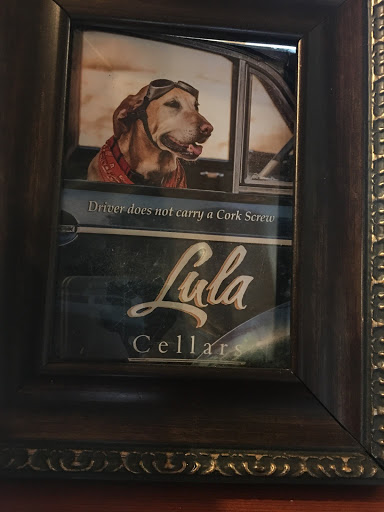 Driver does not carry a Cork Screw
Lula
Cellars